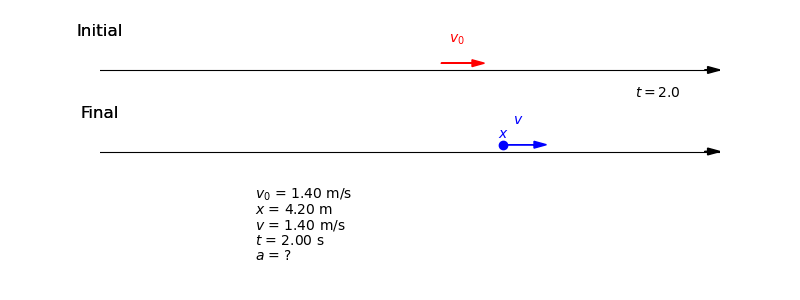 Initial
v₀
t = 2.0
Final
v
x
v₀ = 1.40 m/s
x = 4.20 m
v = 1.40 m/s
t = 2.00 s
a = ?